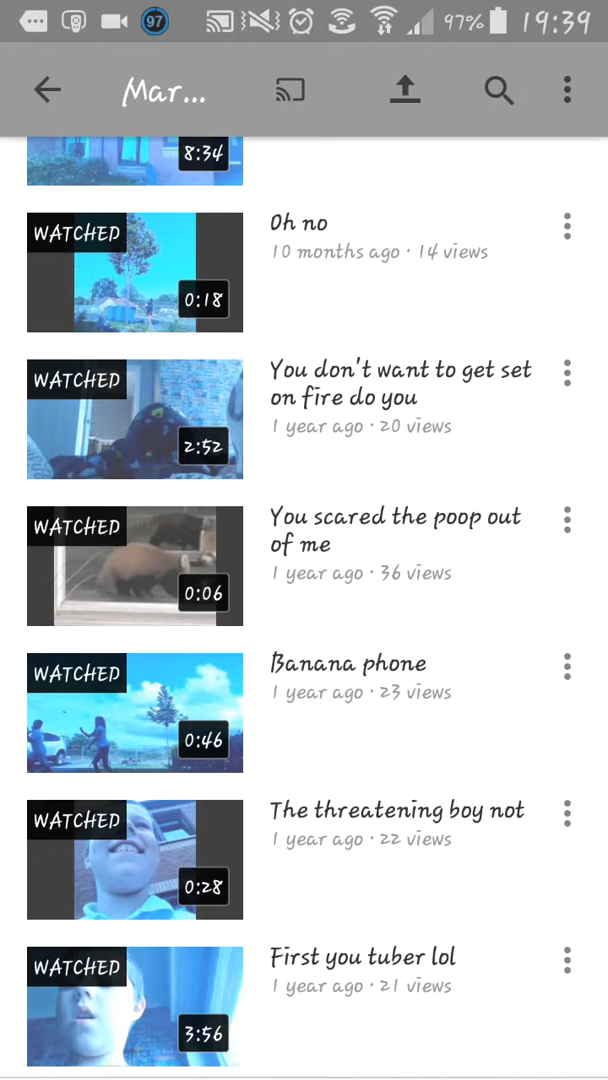 97 97% 19:39
Mar...
8:34
WATCHED
Oh no
10 months ago · 14 views
0:18
WATCHED
You don't want to get set
on fire do you
1 year ago · 20 views
2:52
WATCHED
You scared the poop out
of me
1 year ago · 36 views
0:06
WATCHED
Banana phone
1 year ago · 23 views
0:46
WATCHED
The threatening boy not
1 year ago · 22 views
0:28
WATCHED
First you tuber lol
1 year ago · 21 views
3:56